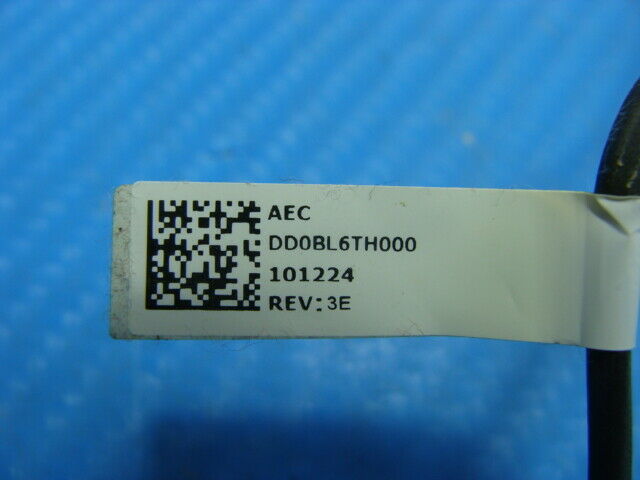 AEC
DD0BL6TH000
101224
REV: 3E